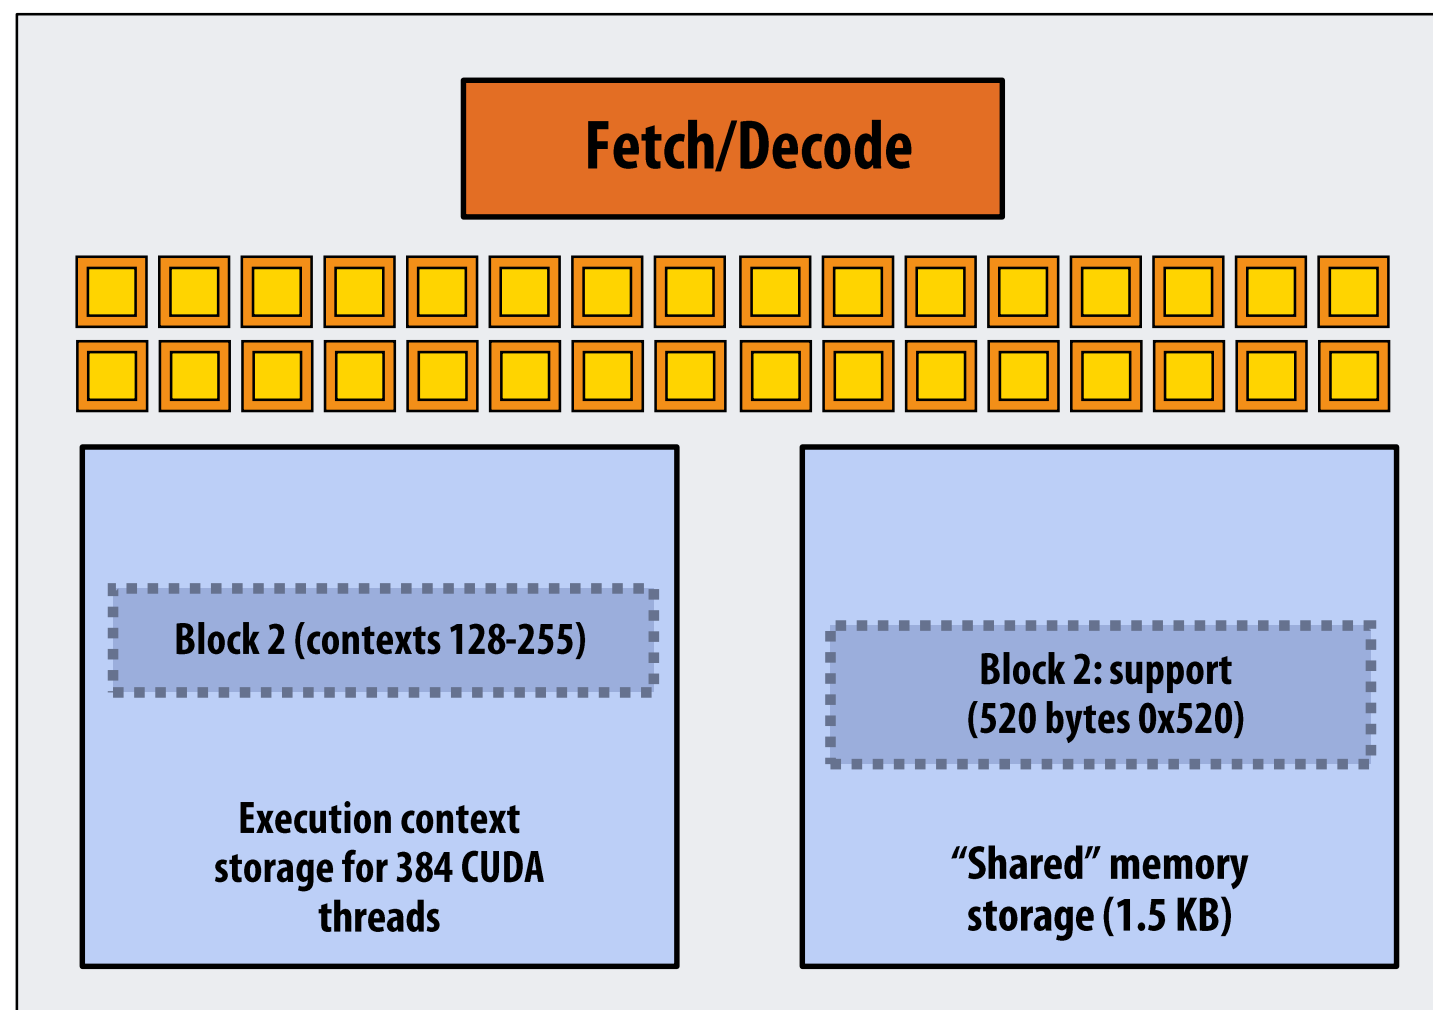 Fetch/Decode
Block 2 (contexts 128-255)
Execution context
storage for 384 CUDA
threads
Block 2: support
(520 bytes 0x520)
“Shared” memory
storage (1.5 KB)